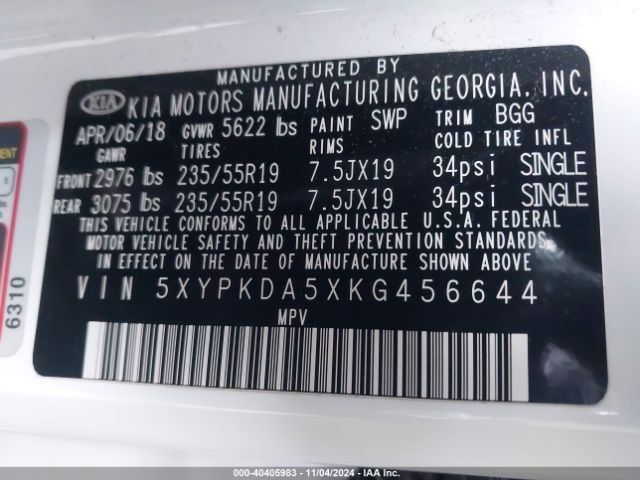 MANUFACTURED BY
KIA KIA MOTORS MANUFACTURING GEORGIA, INC.
APR/06/18 GVWR 5622 lbs PAINT SWP TRIM BGG
GAWR TIRES RIMS COLD TIRE INFL
FRONT 2976 lbs 235/55R19 7.5JX19 34psi SINGLE
REAR 3075 lbs 235/55R19 7.5JX19 34psi SINGLE
THIS VEHICLE CONFORMS TO ALL APPLICABLE U.S.A. FEDERAL
MOTOR VEHICLE SAFETY AND THEFT PREVENTION STANDARDS
IN EFFECT ON THE DATE OF MANUFACTURE SHOWN ABOVE.
VIN 5XYPKDA5XKG456644
MPV
6310
000-40405983 - 11/04/2024 - IAA Inc.